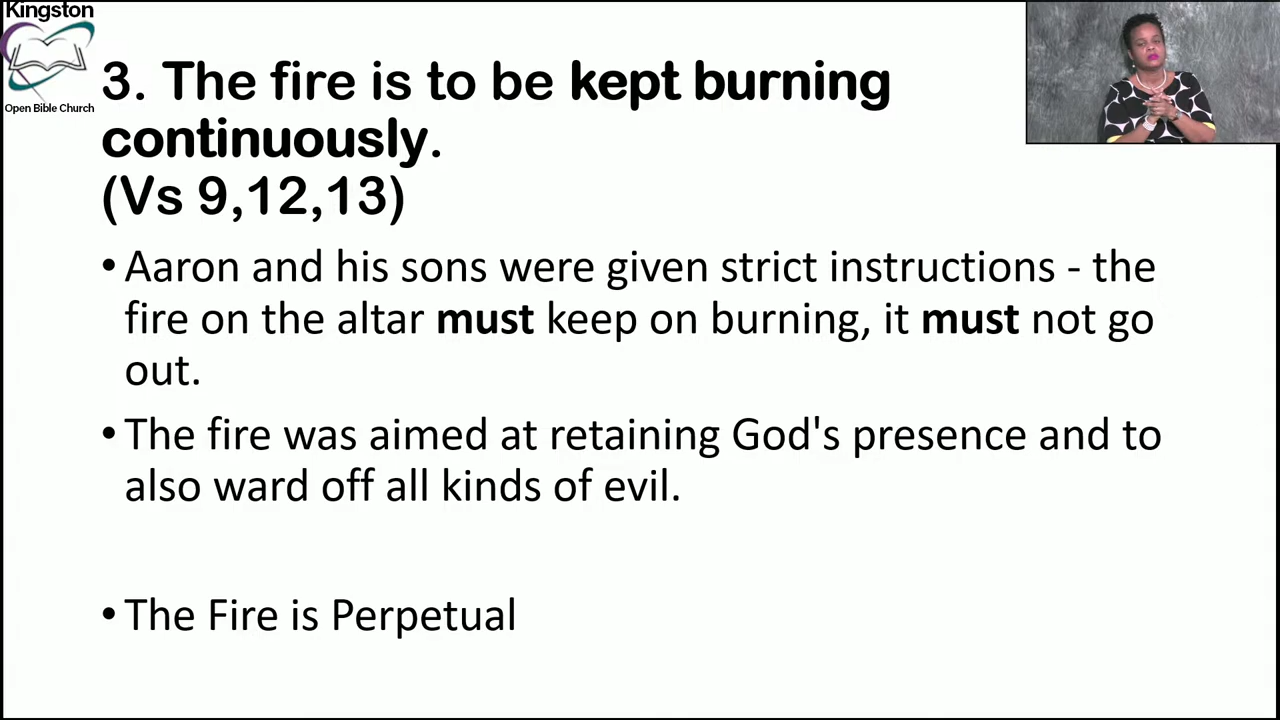 Kingston
Open Bible Church
3. The fire is to be kept burning
continuously.
(Vs 9,12,13)
•Aaron and his sons were given strict instructions - the
fire on the altar must keep on burning, it must not go
out.
•The fire was aimed at retaining God's presence and to
also ward off all kinds of evil.
•The Fire is Perpetual